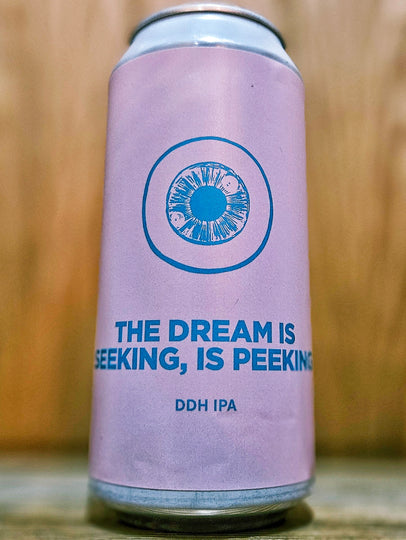 THE DREAM IS
SEEKING, IS PEEKING
DDH IPA